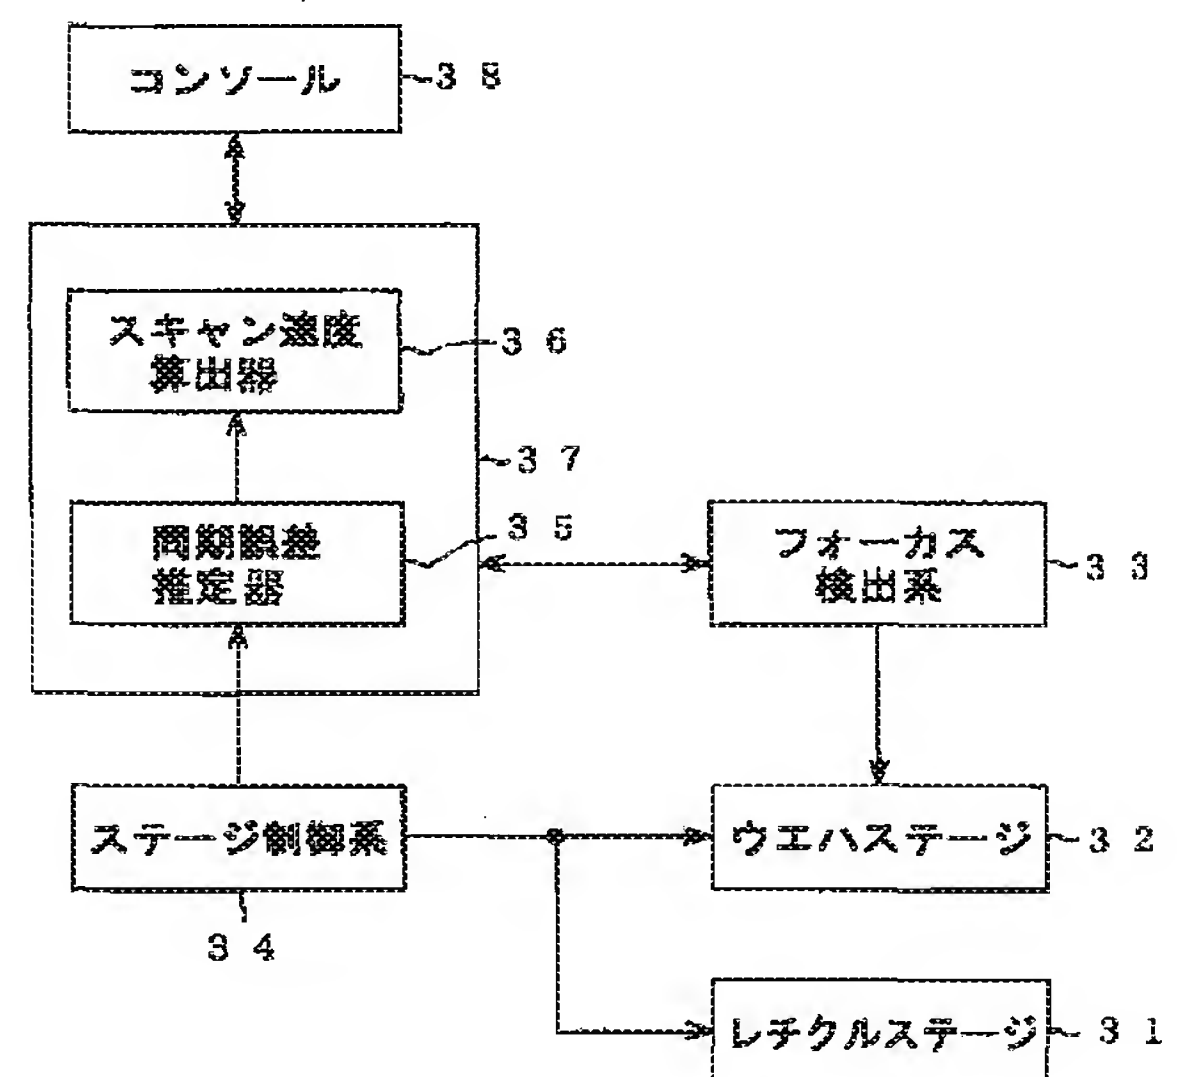 コンソール
38
スキャン速度
算出器
36
37
同期誤差
推定器
35
フォーカス
検出系
33
ステージ制御系
34
ウエハステージ
32
レチクルステージ
31